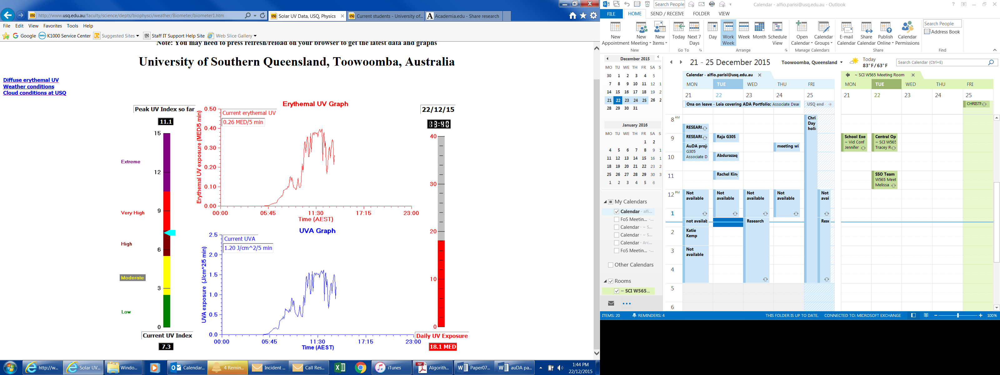 http://www.usq.edu.au/faculty/science/depts/biophysci/weather/Biometer/biometer1.htm
Solar UV Data, USQ, Physics
Current students - University of...
Academia.edu - Share research
File Edit View Favorites Tools Help
Google K1000 Service Center Suggested Sites Staff IT Support Help Site Web Slice Gallery
Note: You may need to press refresh/reload on your browser to get the latest data and graphs
University of Southern Queensland, Toowoomba, Australia
Diffuse erythemal UV
Weather conditions
Cloud conditions at USQ
Peak UV Index so far
11.1
15
Extreme
12
Very High
9
High
6
Moderate
3
Low
0
Current UV Index
7.3
Erythemal UV Graph
Current erythemal UV
0.26 MED/5 min
Erythemal UV exposure (MED/5 min)
0.50
0.40
0.30
0.20
0.10
0.00
00:00 05:45 11:30 17:15 23:00
Time (AEST)
UVA Graph
Current UVA
1.20 J/cm^2/5 min
UVA exposure (J/cm^2/5 min)
2.5
2.0
1.5
1.0
0.5
0.0
00:00 05:45 11:30 17:15 23:00
Time (AEST)
22/12/15
40
30
20
10
0
Daily UV Exposure
18.1 MED
http://w...
Solar UV...
Windo...
Calendar...
4 Remin...
Incident ...
Call Res...
iTunes
Algorith...
Paper07...
auDA pa...
1:44 PM
22/12/2015
Search People
Calendar - alfio.parisi@usq.edu.au - Outlook
FILE HOME SEND / RECEIVE FOLDER VIEW
New Appointment
New Meeting
New Items
Today
Next 7 Days
Day
Work Week
Week
Month
Schedule View
Open Calendar
Calendar Groups
E-mail Calendar
Share Calendar
Publish Online
Calendar Permissions
Search People
Address Book
New Go To Arrange Manage Calendars Share Find
December 2015
MO TU WE TH FR SA S
30 1 2 3 4 5
7 8 9 10 11 12 1
14 15 16 17 18 19 2
21 22 23 24 25 26 2
28 29 30 31
January 2016
MO TU WE TH FR SA S
1 2
4 5 6 7 8 9 1
11 12 13 14 15 16 1
18 19 20 21 22 23 2
25 26 27 28 29 30 3
1 2 3 4 5 6
My Calendars
Calendar - alfi...
FoS Meetin... -...
Calendar - ~ S...
Calendar - ~ S...
Calendar - Arc...
FoS Meetin... -...
Other Calendars
Rooms
~ SCI W565...
21 - 25 December 2015
Toowoomba, Queensland
Today
83°F/63°F
Search Calendar (Ctrl+E)
Calendar - alfio.parisi@usq.edu.au
MON TUE WED THU FRI
21 22 23 24 25
Ona on leave - Leia covering ADA Portfolio; Associate Dear
USQ end
8 AM
9
10
11
12 PM
1
2
3
4
5
6
RESEARC
RESEARC
AuDA proj
G305
Associate D
Not available
not availab
Katie Kemp
Not available
Raja G305
Abdurazaq
Rachel Kin
Not available
Not available
Research
meeting wi
Not available
Chri
Day
holi
Not
avai
Rese
~ SCI W565 Meeting Room
MON TUE WED THU FRI
21 22 23 24 25
CHRISTM
School Exe
~ Vid Conf
Jennifer
Central Op
~ SCI W565
Tracey R
SSO Team
W565 Meet
Melissa
ITEMS: 20 REMINDERS: 4 THIS FOLDER IS UP TO DATE. CONNECTED TO: MICROSOFT EXCHANGE 100%